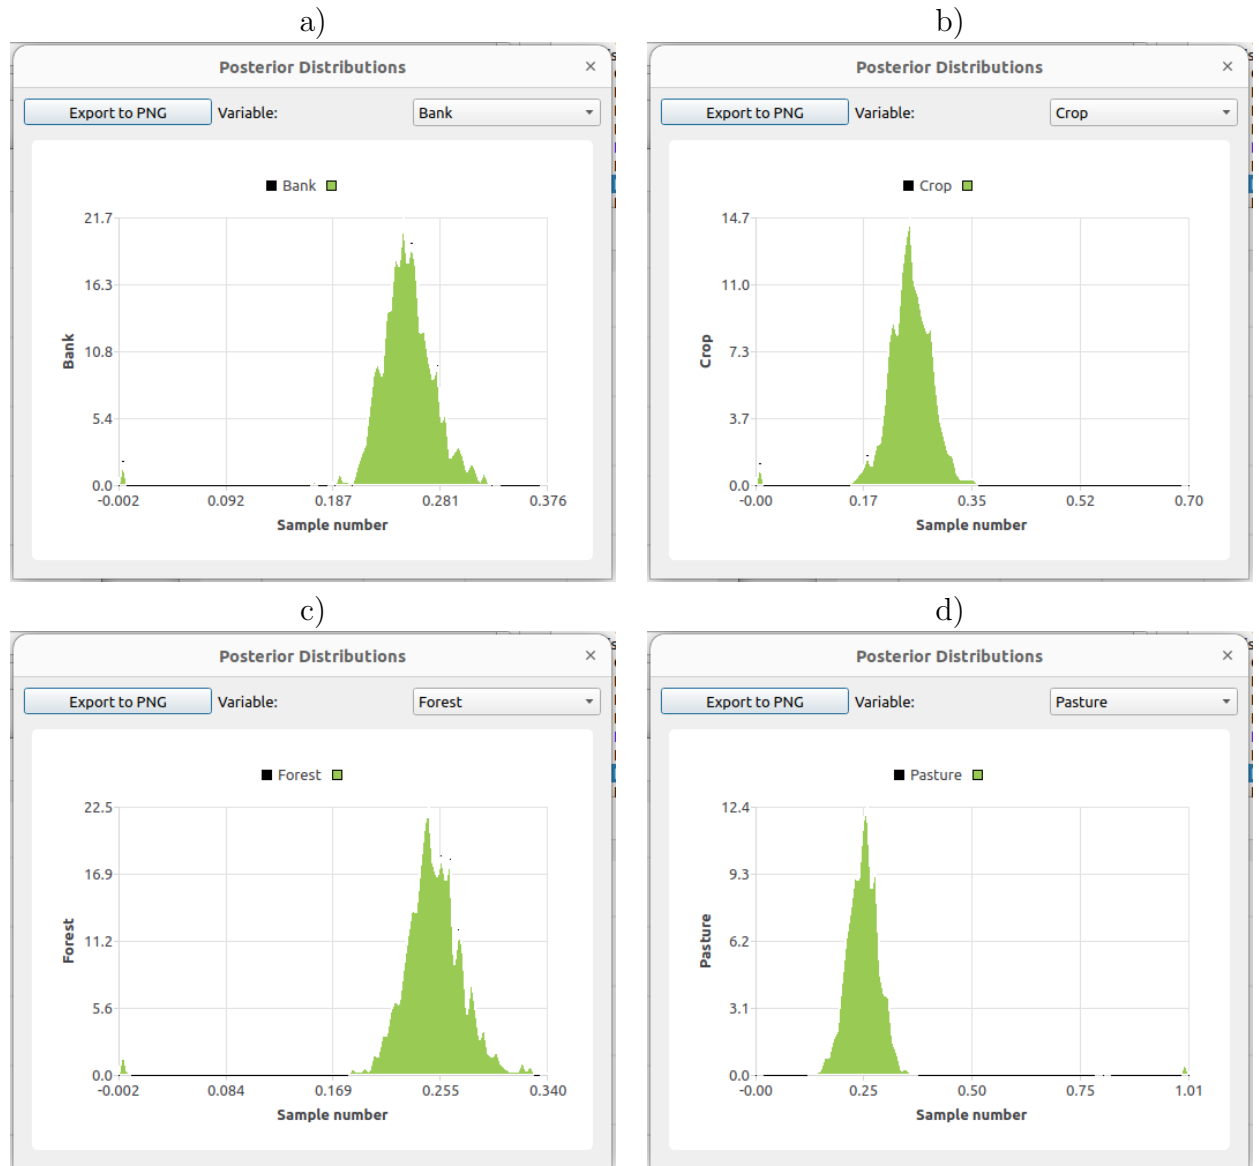 a)
Posterior Distributions ×
Export to PNG Variable: Bank
Bank
21.7
16.3
10.8
5.4
0.0
Bank
-0.002 0.092 0.187 0.281 0.376
Sample number
b)
Posterior Distributions ×
Export to PNG Variable: Crop
Crop
14.7
11.0
7.3
3.7
0.0
Crop
-0.00 0.17 0.35 0.52 0.70
Sample number
c)
Posterior Distributions ×
Export to PNG Variable: Forest
Forest
22.5
16.9
11.2
5.6
0.0
Forest
-0.002 0.084 0.169 0.255 0.340
Sample number
d)
Posterior Distributions ×
Export to PNG Variable: Pasture
Pasture
12.4
9.3
6.2
3.1
0.0
Pasture
-0.00 0.25 0.50 0.75 1.01
Sample number